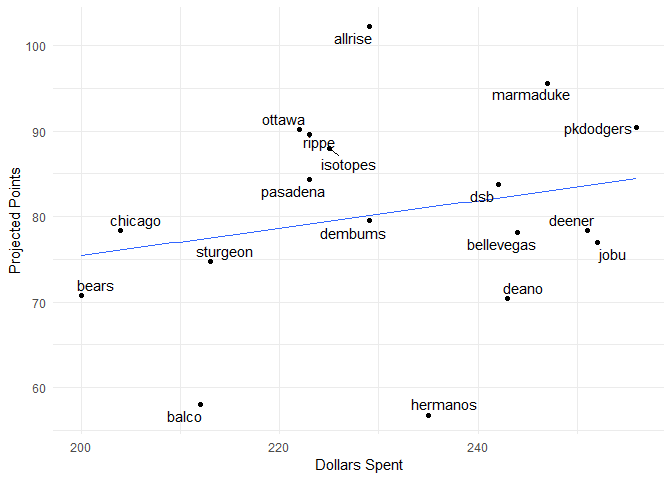 allrise
100
marmaduke
ottawa
pkdodgers
90
rippe
isotopes
pasadena
dsb
chicago
deener
80
dembums
bellevegas
sturgeon
jobu
bears
deano
70
hermanos
balco
60
200
220
240
Dollars Spent
Projected Points